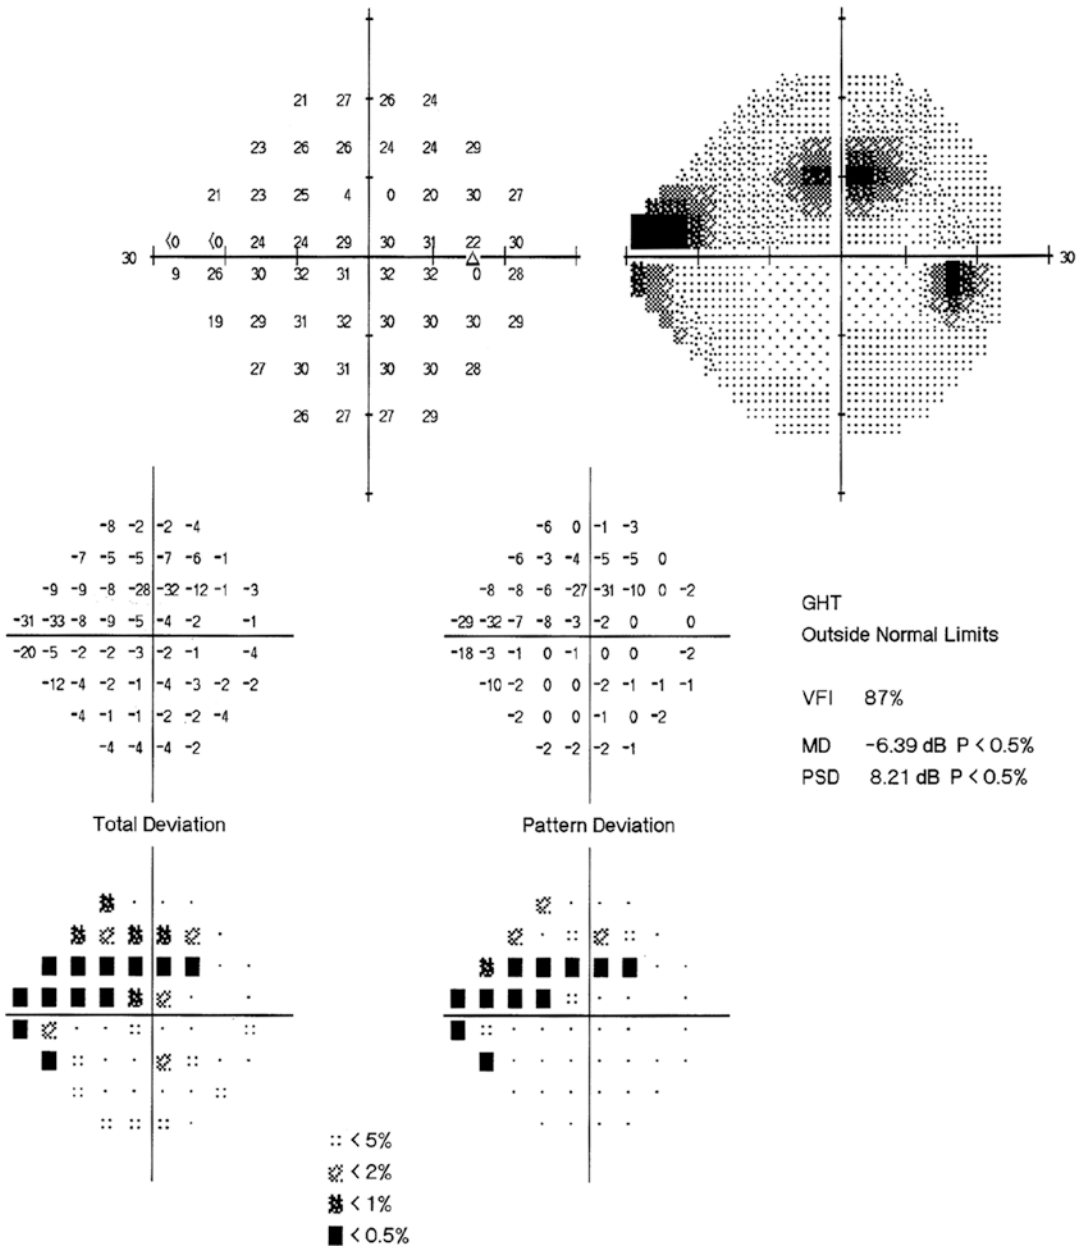 21 27 26 24
23 26 26 24 24 29
21 23 25 4 0 20 30 27
⟨0 ⟨0 24 24 29 30 31 22 30
30 30
9 26 30 32 31 32 32 0 28
19 29 31 32 30 30 30 29
27 30 31 30 30 28
26 27 27 29
-8 -2 -2 -4
-7 -5 -5 -7 -6 -1
-9 -9 -8 -28 -32 -12 -1 -3
-31 -33 -8 -9 -5 -4 -2 -1
-20 -5 -2 -2 -3 -2 -1 -4
-12 -4 -2 -1 -4 -3 -2 -2
-4 -1 -1 -2 -2 -4
-4 -4 -4 -2
Total Deviation
-6 0 -1 -3
-6 -3 -4 -5 -5 0
-8 -8 -6 -27 -31 -10 0 -2
-29 -32 -7 -8 -3 -2 0 0
-18 -3 -1 0 -1 0 0 -2
-10 -2 0 0 -2 -1 -1 -1
-2 0 0 -1 0 -2
-2 -2 -2 -1
Pattern Deviation
GHT
Outside Normal Limits
VFI 87%
MD -6.39 dB P < 0.5%
PSD 8.21 dB P < 0.5%
< 5%
< 2%
< 1%
< 0.5%